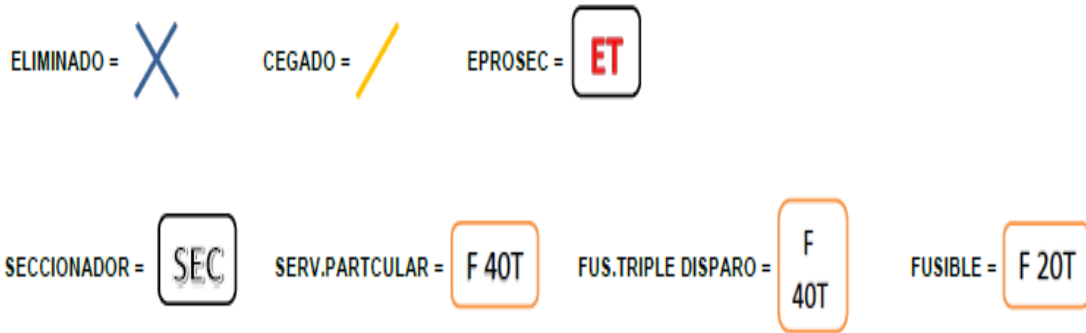 ELIMINADO =
CEGADO =
EPROSEC = ET
SECCIONADOR = SEC
SERV.PARTCULAR = F 40T
FUS.TRIPLE DISPARO = F
40T
FUSIBLE = F 20T